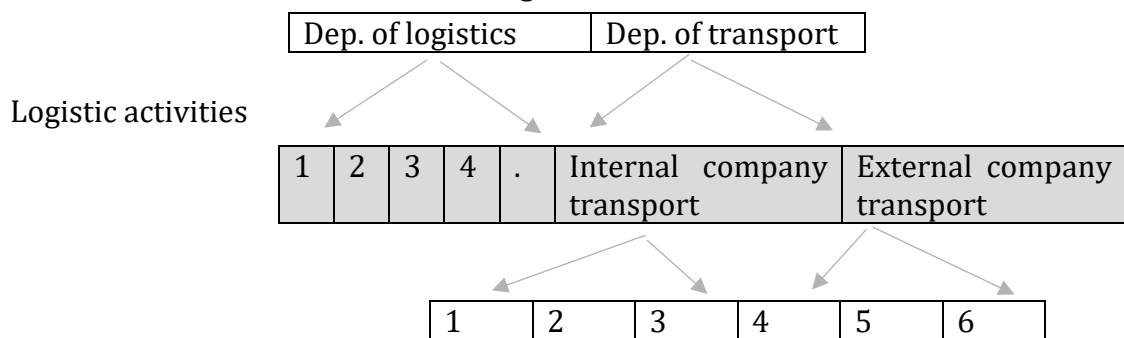 Dep. of logistics Dep. of transport
Logistic activities
1 2 3 4 . Internal company External company
transport transport
1 2 3 4 5 6